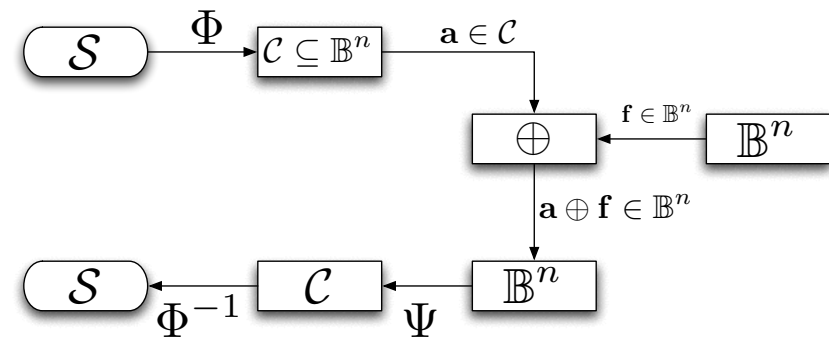 𝒮 Φ 𝒞 ⊆ 𝔹ⁿ 𝐚 ∈ 𝒞
⊕ 𝐟 ∈ 𝔹ⁿ 𝔹ⁿ
𝐚 ⊕ 𝐟 ∈ 𝔹ⁿ
𝒮 Φ⁻¹ 𝒞 Ψ 𝔹ⁿ